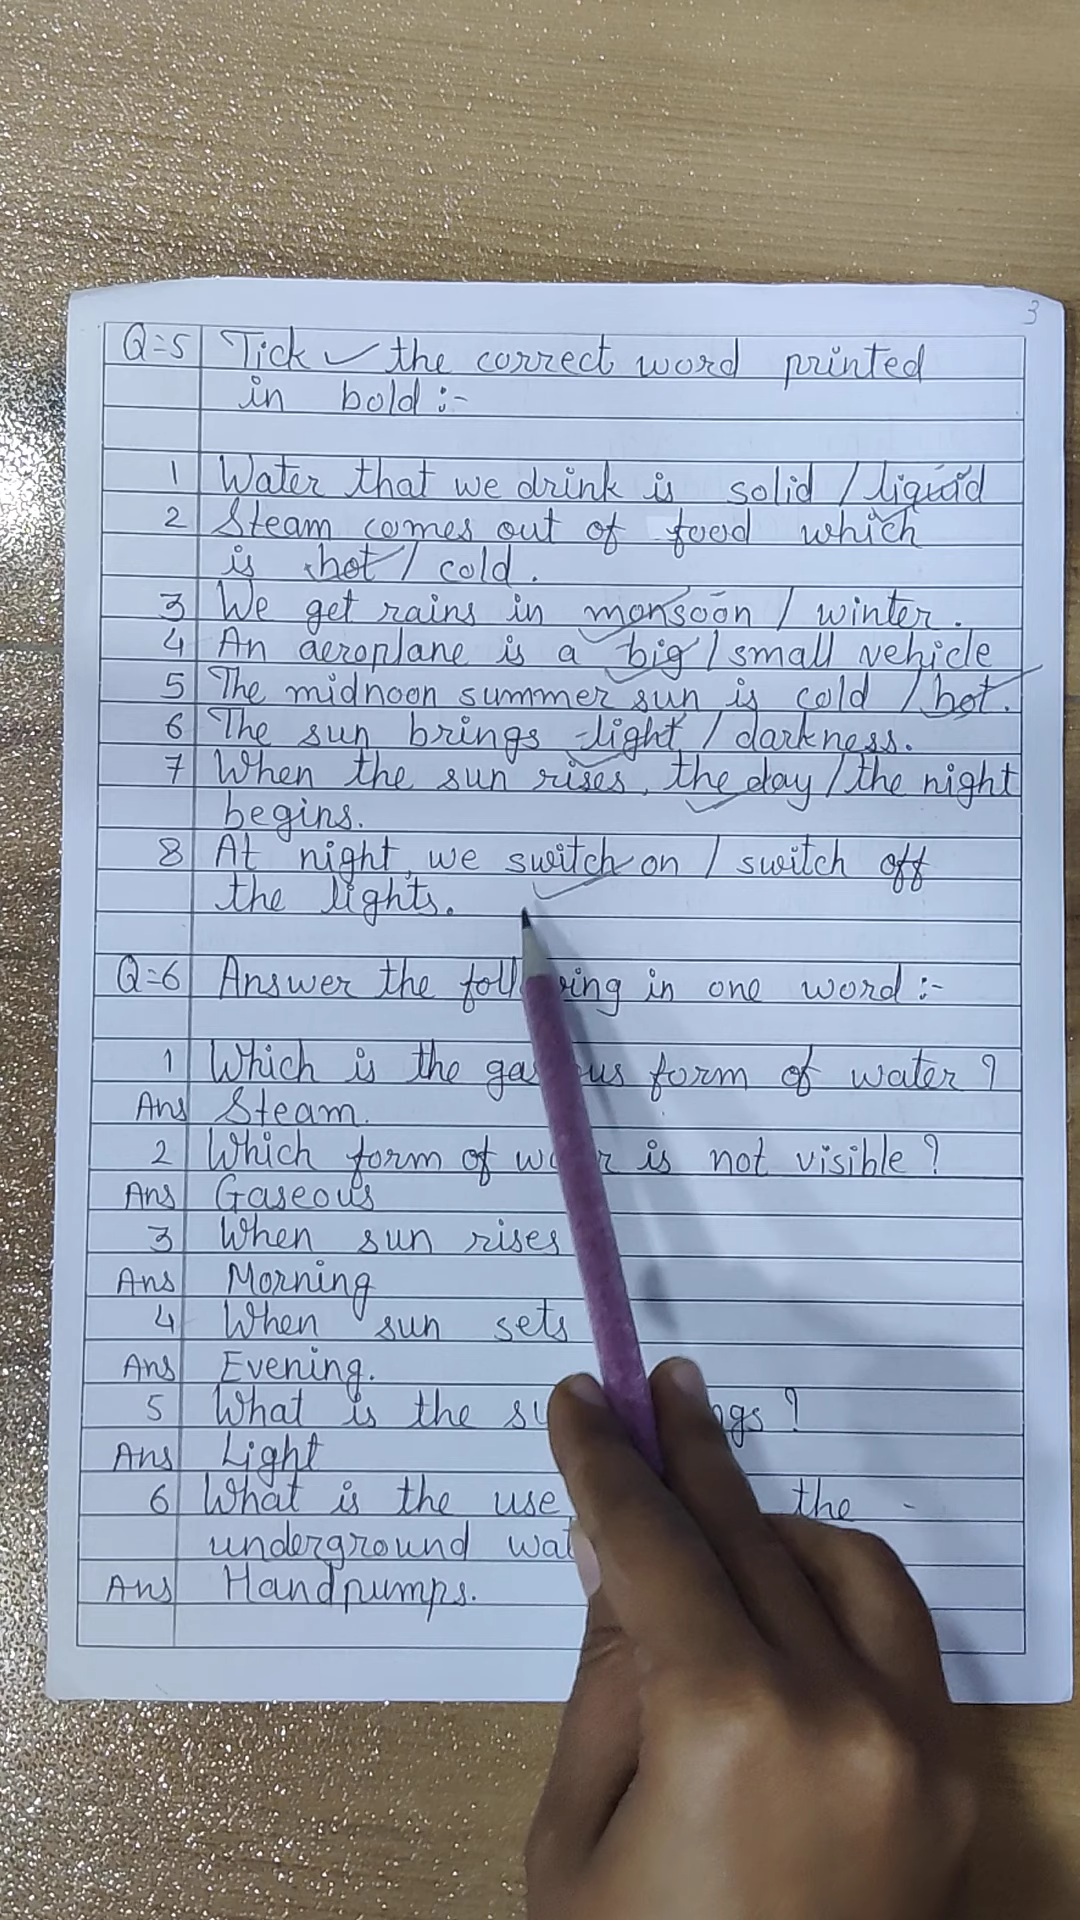 3
Q=5 Tick ✓ the correct word printed
in bold :-
1 Water that we drink is solid / liquid
2 Steam comes out of food which
is hot / cold.
3 We get rains in monsoon / winter.
4 An aeroplane is a big / small vehicle
5 The midnoon summer sun is cold / hot.
6 The sun brings light / darkness.
7 When the sun rises, the day / the night
begins.
8 At night, we switch on / switch off
the lights.
Q=6 Answer the in one word :-
1 Which is the form of water ?
Ans Steam.
2 Which form of is not visible ?
Ans Gaseous
3 When sun rises
Ans Morning
4 When sun sets
Ans Evening.
5 What is the ?
Ans Light
6 What is the use the -
underground
Ans Handpumps.